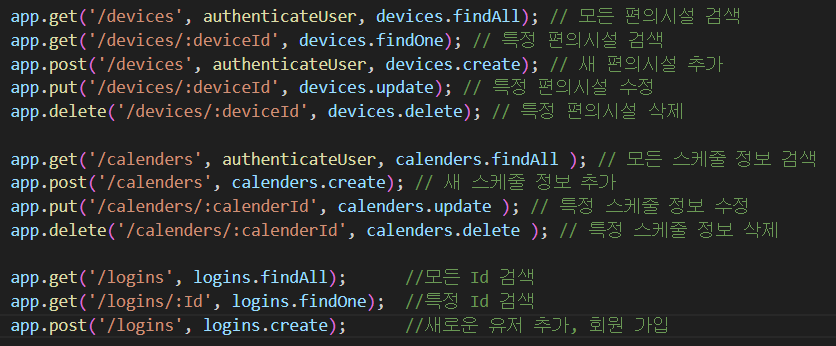 app.get('/devices', authenticateUser, devices.findAll); // 모든 편의시설 검색
app.get('/devices/:deviceId', devices.findOne); // 특정 편의시설 검색
app.post('/devices', authenticateUser, devices.create); // 새 편의시설 추가
app.put('/devices/:deviceId', devices.update); // 특정 편의시설 수정
app.delete('/devices/:deviceId', devices.delete); // 특정 편의시설 삭제

app.get('/calenders', authenticateUser, calenders.findAll ); // 모든 스케줄 정보 검색
app.post('/calenders', calenders.create); // 새 스케줄 정보 추가
app.put('/calenders/:calenderId', calenders.update ); // 특정 스케줄 정보 수정
app.delete('/calenders/:calenderId', calenders.delete ); // 특정 스케줄 정보 삭제

app.get('/logins', logins.findAll);      //모든 Id 검색
app.get('/logins/:Id', logins.findOne);  //특정 Id 검색
app.post('/logins', logins.create);      //새로운 유저 추가, 회원 가입